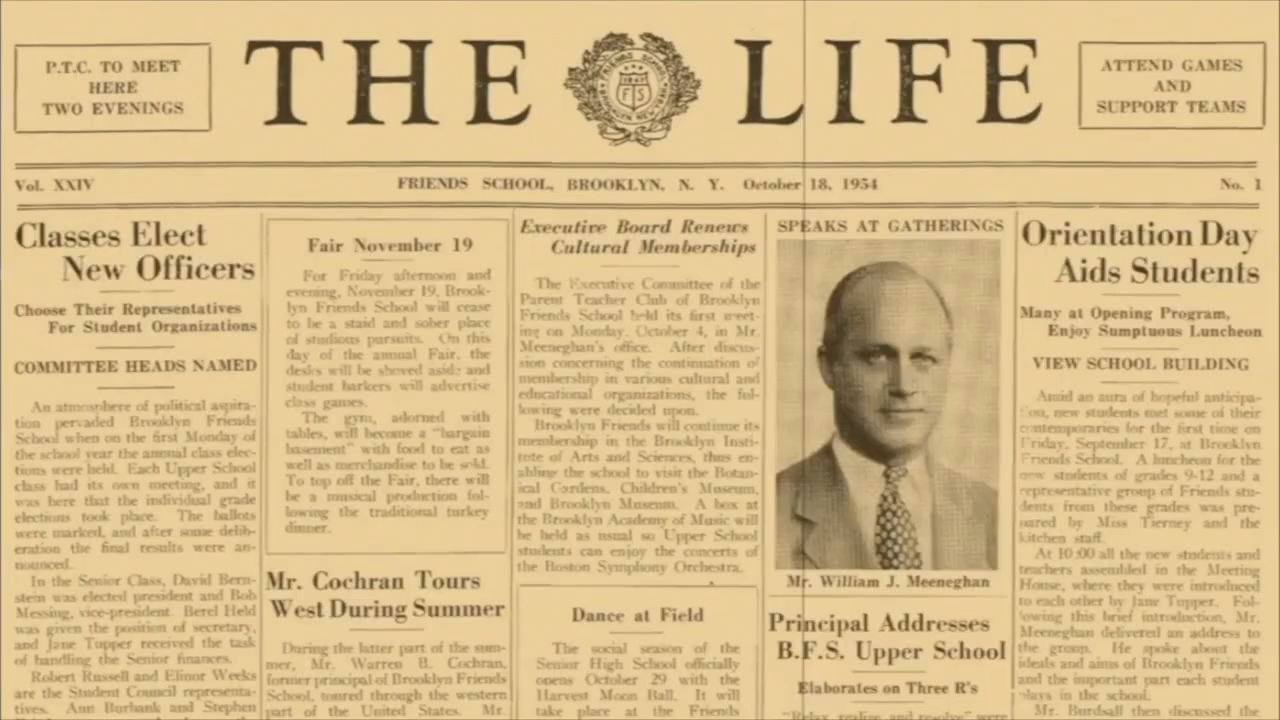 P.T.C. TO MEET
HERE
TWO EVENINGS
THE LIFE
ATTEND GAMES
AND
SUPPORT TEAMS
Vol. XXIV
FRIENDS SCHOOL, BROOKLYN, N. Y. October 18, 1954
No. 1
Classes Elect
New Officers
Choose Their Representatives
For Student Organizations
COMMITTEE HEADS NAMED
An atmosphere of political aspira-
tion pervaded Brooklyn Friends
School when on the first Monday of
the school year the annual class elec-
tions were held. Each Upper School
class had its own meeting, and it
was here that the individual grade
elections took place. The ballots
were marked, and after some delib-
eration the final results were an-
nounced.
In the Senior Class, David Bern-
stein was elected president and Bob
Messing, vice-president. Berel Held
was given the position of secretary,
and Jane Tupper received the task
of handling the Senior finances.
Robert Russell and Elinor Weeks
are the Student Council representa-
tives. Ann Burbank and Stephen
Fair November 19
For Friday afternoon and
evening, November 19, Brook-
lyn Friends School will cease
to be a staid and sober place
of studious pursuits. On this
day of the annual Fair, the
desks will be shoved aside and
student barkers will advertise
class games.
The gym, adorned with
tables, will become a "bargain
basement" with food to eat as
well as merchandise to be sold.
To top off the Fair, there will
be a musical production fol-
lowing the traditional turkey
dinner.
Mr. Cochran Tours
West During Summer
During the latter part of the sum-
mer, Mr. Warren B. Cochran,
former principal of Brooklyn Friends
School, toured through the western
part of the United States. Mr.
Executive Board Renews
Cultural Memberships
The Executive Committee of the
Parent Teacher Club of Brooklyn
Friends School held its first meet-
ing on Monday, October 4, in Mr.
Meeneghan's office. After discus-
sion concerning the continuation of
membership in various cultural and
educational organizations, the fol-
lowing were decided upon.
Brooklyn Friends will continue its
membership in the Brooklyn Insti-
tute of Arts and Sciences, thus en-
abling the school to visit the Botan-
ical Gardens, Children's Museum,
and Brooklyn Museum. A box at
the Brooklyn Academy of Music will
be held as usual so Upper School
students can enjoy the concerts of
the Boston Symphony Orchestra.
Dance at Field
The social season of the
Senior High School officially
opens October 29 with the
Harvest Moon Ball. It will
take place at the Friends
SPEAKS AT GATHERINGS
Mr. William J. Meeneghan
Principal Addresses
B.F.S. Upper School
Elaborates on Three R's
"Relax, realize and resolve" were
Orientation Day
Aids Students
Many at Opening Program,
Enjoy Sumptuous Luncheon
VIEW SCHOOL BUILDING
Amid an aura of hopeful anticipa-
tion, new students met some of their
contemporaries for the first time on
Friday, September 17, at Brooklyn
Friends School. A luncheon for the
new students of grades 9-12 and a
representative group of Friends stu-
dents from these grades was pre-
pared by Miss Tierney and the
kitchen staff.
At 10:00 all the new students and
teachers assembled in the Meeting
House, where they were introduced
to each other by Jane Tupper. Fol-
lowing this brief introduction, Mr.
Meeneghan delivered an address to
the group. He spoke about the
ideals and aims of Brooklyn Friends
and the important part each student
plays in the school.
Mr. Burdsall then discussed the